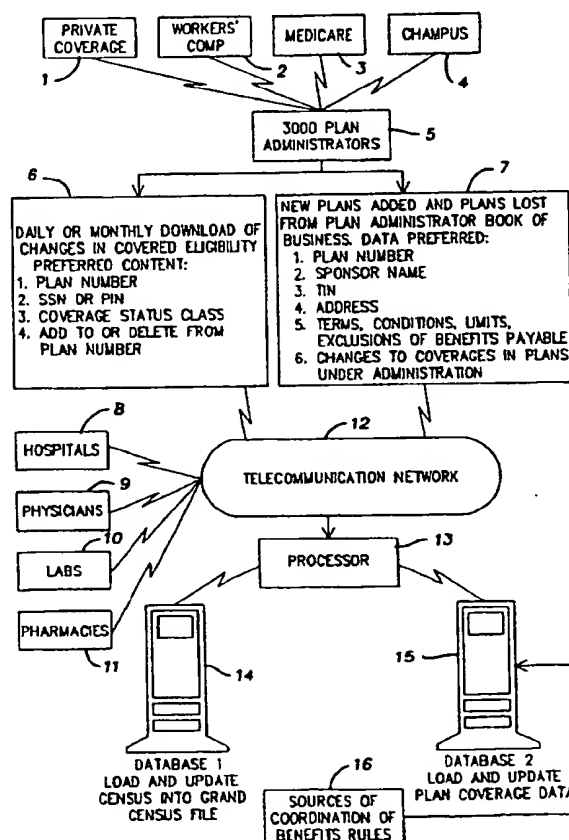 PRIVATE COVERAGE
1
WORKERS' COMP
2
MEDICARE
3
CHAMPUS
4
3000 PLAN
ADMINISTRATORS
5
6
DAILY OR MONTHLY DOWNLOAD OF
CHANGES IN COVERED ELIGIBILITY
PREFERRED CONTENT:
1. PLAN NUMBER
2. SSN OR PIN
3. COVERAGE STATUS CLASS
4. ADD TO OR DELETE FROM
PLAN NUMBER
7
NEW PLANS ADDED AND PLANS LOST
FROM PLAN ADMINISTRATOR BOOK OF
BUSINESS. DATA PREFERRED:
1. PLAN NUMBER
2. SPONSOR NAME
3. TIN
4. ADDRESS
5. TERMS, CONDITIONS, LIMITS,
EXCLUSIONS OF BENEFITS PAYABLE
6. CHANGES TO COVERAGES IN PLANS
UNDER ADMINISTRATION
8
HOSPITALS
9
PHYSICIANS
10
LABS
PHARMACIES
11
12
TELECOMMUNICATION NETWORK
PROCESSOR
13
14
DATABASE 1
LOAD AND UPDATE
CENSUS INTO GRAND
CENSUS FILE
15
DATABASE 2
LOAD AND UPDATE
PLAN COVERAGE DATA
16
SOURCES OF
COORDINATION OF
BENEFITS RULES